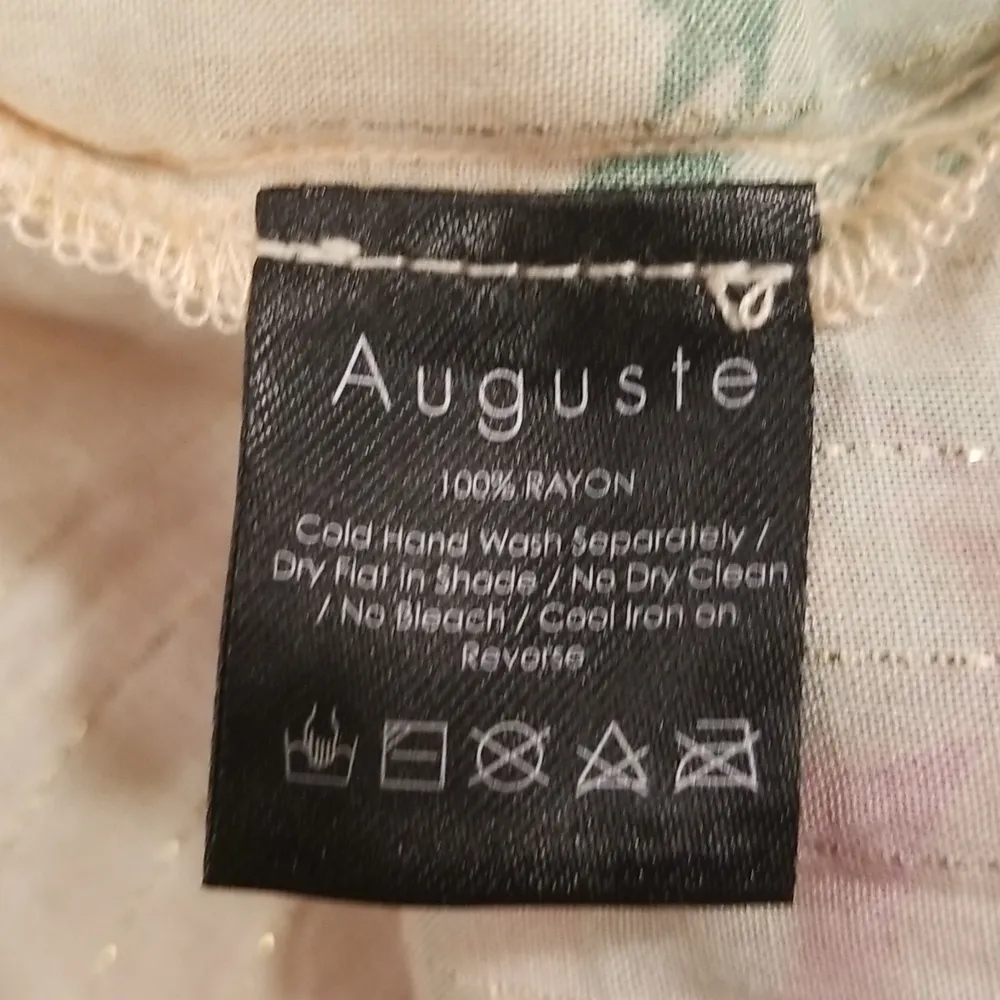 Auguste
100% RAYON
Cold Hand Wash Separately /
Dry Flat in Shade / No Dry Clean
/ No Bleach / Cool Iron on
Reverse